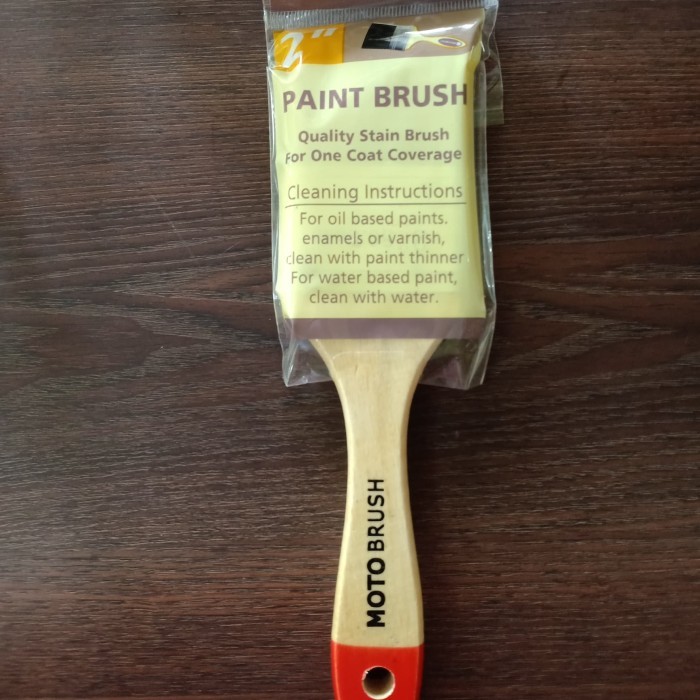 2"
PAINT BRUSH
Quality Stain Brush
For One Coat Coverage
Cleaning Instructions
For oil based paints.
enamels or varnish,
clean with paint thinner
For water based paint,
clean with water.
MOTO BRUSH